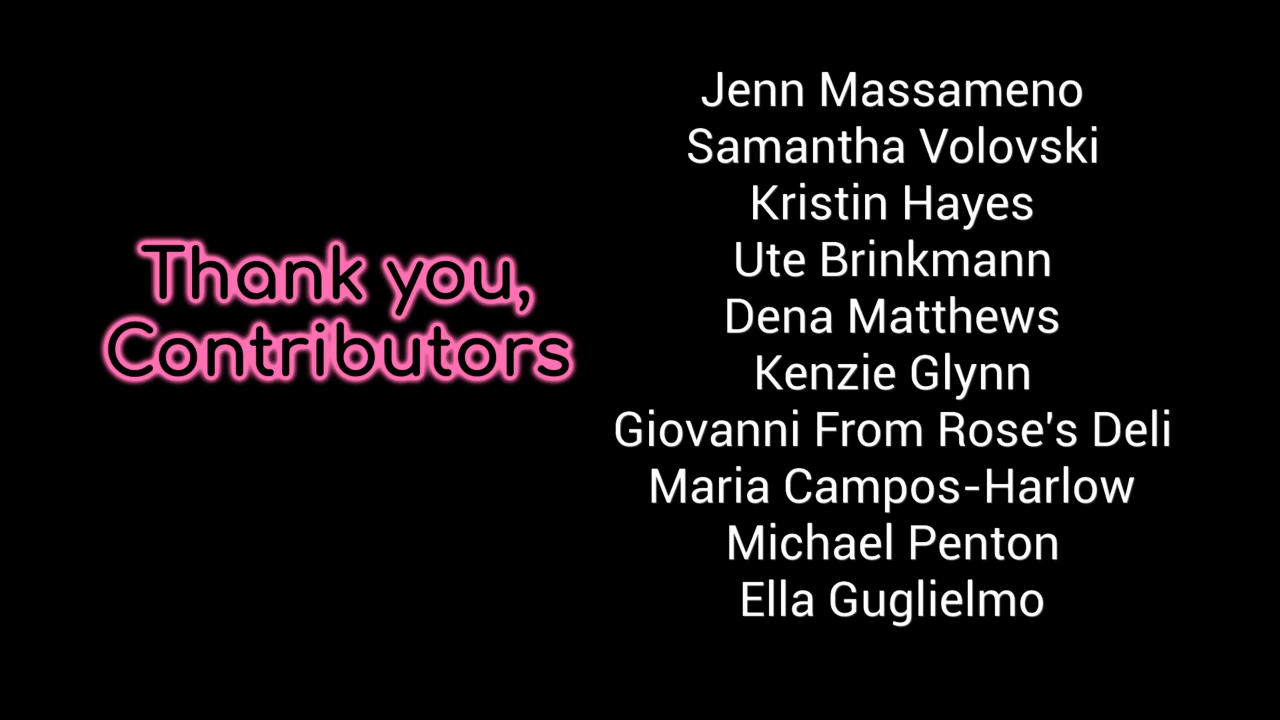 Thank you,
Contributors
Jenn Massameno
Samantha Volovski
Kristin Hayes
Ute Brinkmann
Dena Matthews
Kenzie Glynn
Giovanni From Rose's Deli
Maria Campos-Harlow
Michael Penton
Ella Guglielmo